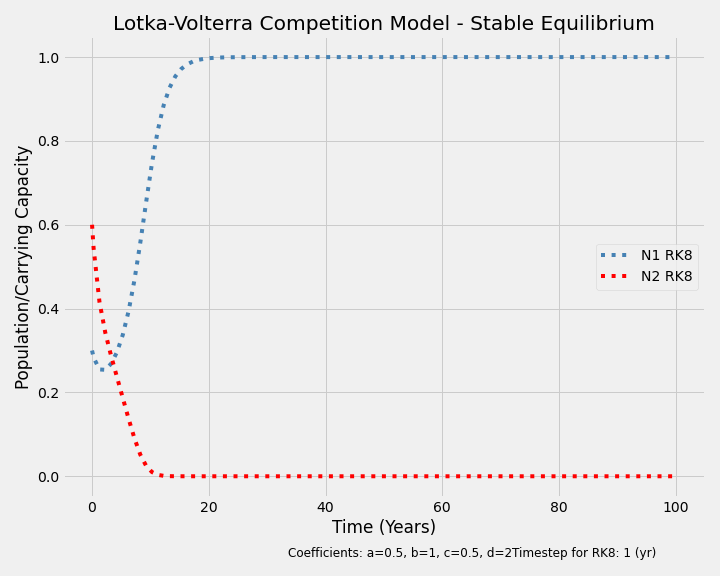 Lotka-Volterra Competition Model - Stable Equilibrium
Population/Carrying Capacity
1.0
0.8
0.6
0.4
0.2
0.0
N1 RK8
N2 RK8
0 20 40 60 80 100
Time (Years)
Coefficients: a=0.5, b=1, c=0.5, d=2Timestep for RK8: 1 (yr)